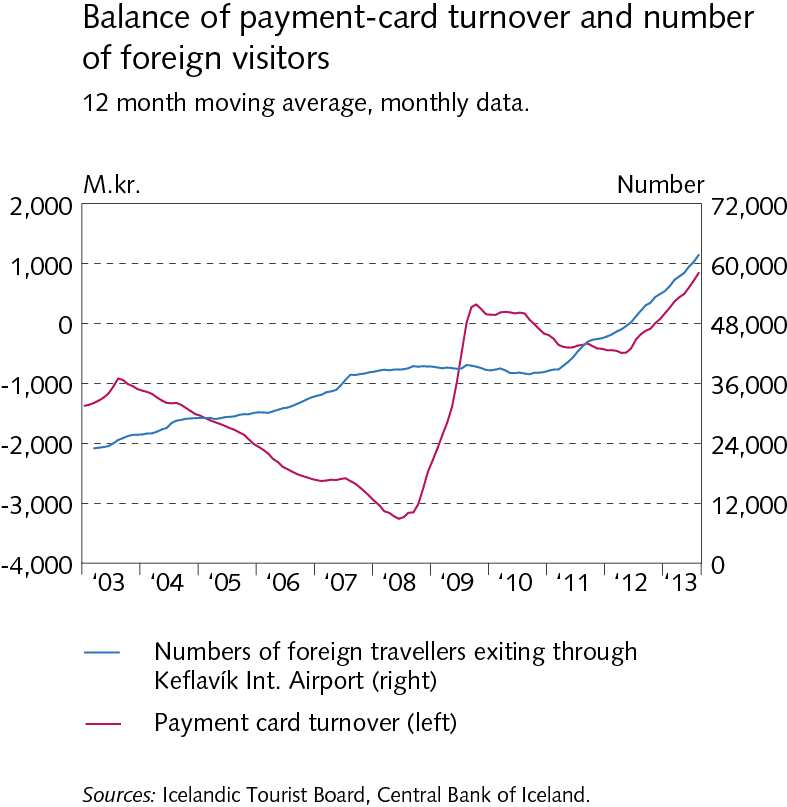 Balance of payment-card turnover and number
of foreign visitors
12 month moving average, monthly data.
M.kr. Number
2,000 72,000
1,000 60,000
0 48,000
-1,000 36,000
-2,000 24,000
-3,000 12,000
-4,000 0
‘03 ‘04 ‘05 ‘06 ‘07 ‘08 ‘09 ‘10 ‘11 ‘12 ‘13
Numbers of foreign travellers exiting through
Keflavík Int. Airport (right)
Payment card turnover (left)
Sources: Icelandic Tourist Board, Central Bank of Iceland.